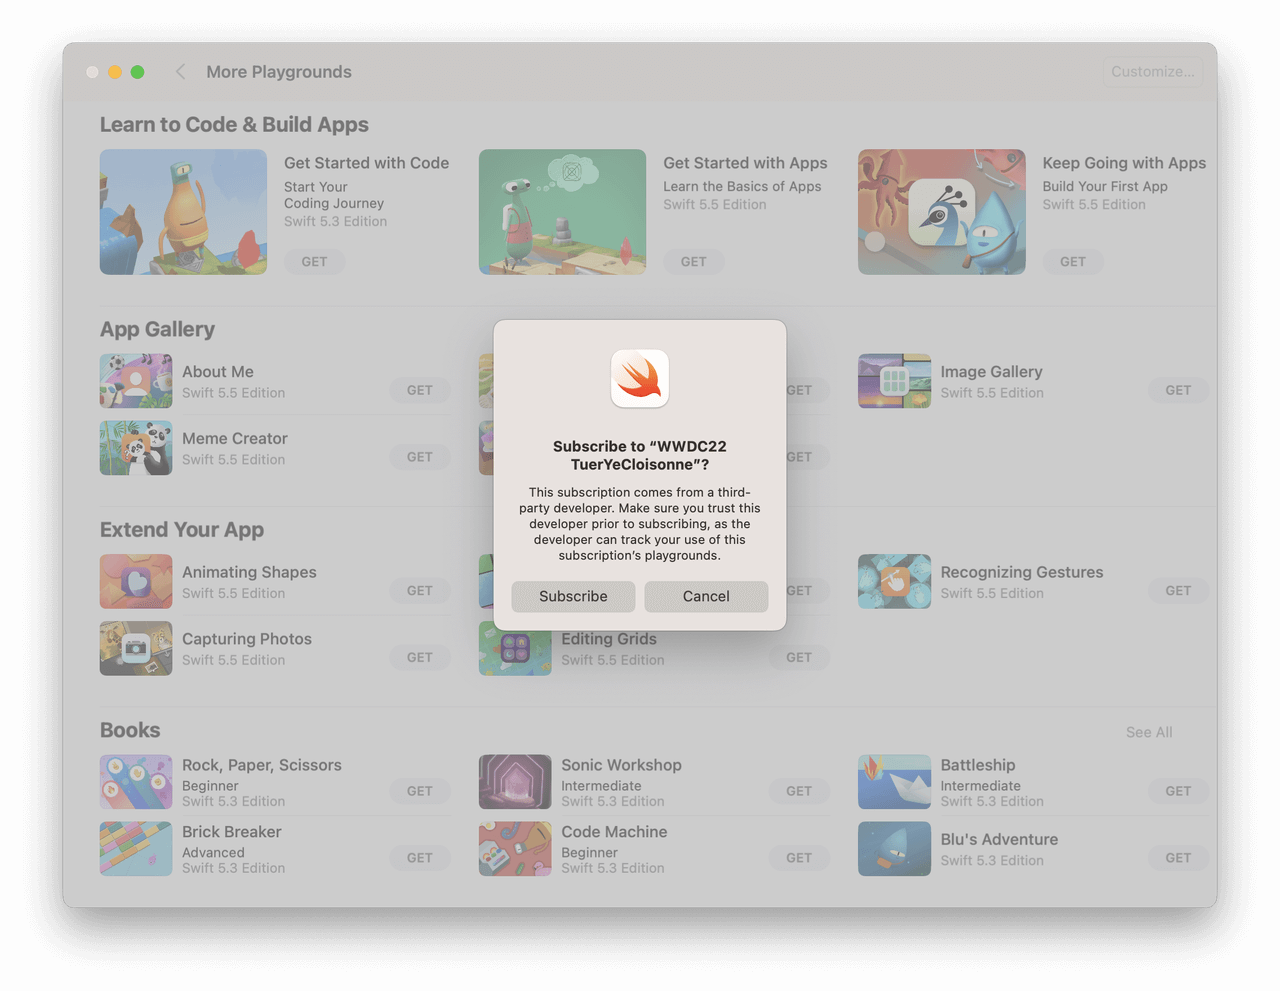 More Playgrounds
Customize...
Learn to Code & Build Apps
Get Started with Code
Start Your
Coding Journey
Swift 5.3 Edition
GET
Get Started with Apps
Learn the Basics of Apps
Swift 5.5 Edition
GET
Keep Going with Apps
Build Your First App
Swift 5.5 Edition
GET
App Gallery
About Me
Swift 5.5 Edition
GET
GET
Image Gallery
Swift 5.5 Edition
GET
Meme Creator
Swift 5.5 Edition
GET
GET
Subscribe to “WWDC22
TuerYeCloisonne”?
This subscription comes from a third-
party developer. Make sure you trust this
developer prior to subscribing, as the
developer can track your use of this
subscription’s playgrounds.
Subscribe
Cancel
Extend Your App
Animating Shapes
Swift 5.5 Edition
GET
GET
Recognizing Gestures
Swift 5.5 Edition
GET
Capturing Photos
Swift 5.5 Edition
GET
Editing Grids
Swift 5.5 Edition
GET
Books
See All
Rock, Paper, Scissors
Beginner
Swift 5.3 Edition
GET
Sonic Workshop
Intermediate
Swift 5.3 Edition
GET
Battleship
Intermediate
Swift 5.3 Edition
GET
Brick Breaker
Advanced
Swift 5.3 Edition
GET
Code Machine
Beginner
Swift 5.3 Edition
GET
Blu's Adventure
Swift 5.3 Edition
GET